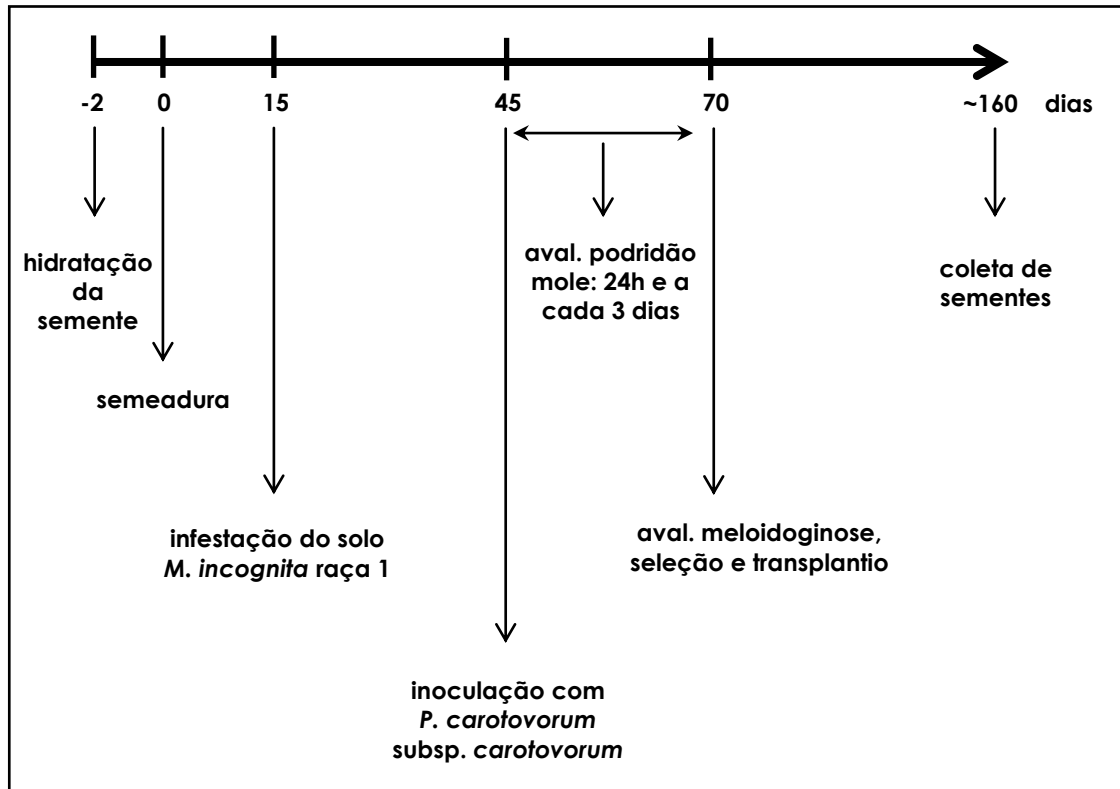 -2 0 15 45 70 ~160 dias
hidratação
da
semente
semeadura
infestação do solo
M. incognita raça 1
inoculação com
P. carotovorum
subsp. carotovorum
aval. podridão
mole: 24h e a
cada 3 dias
aval. meloidoginose,
seleção e transplantio
coleta de
sementes